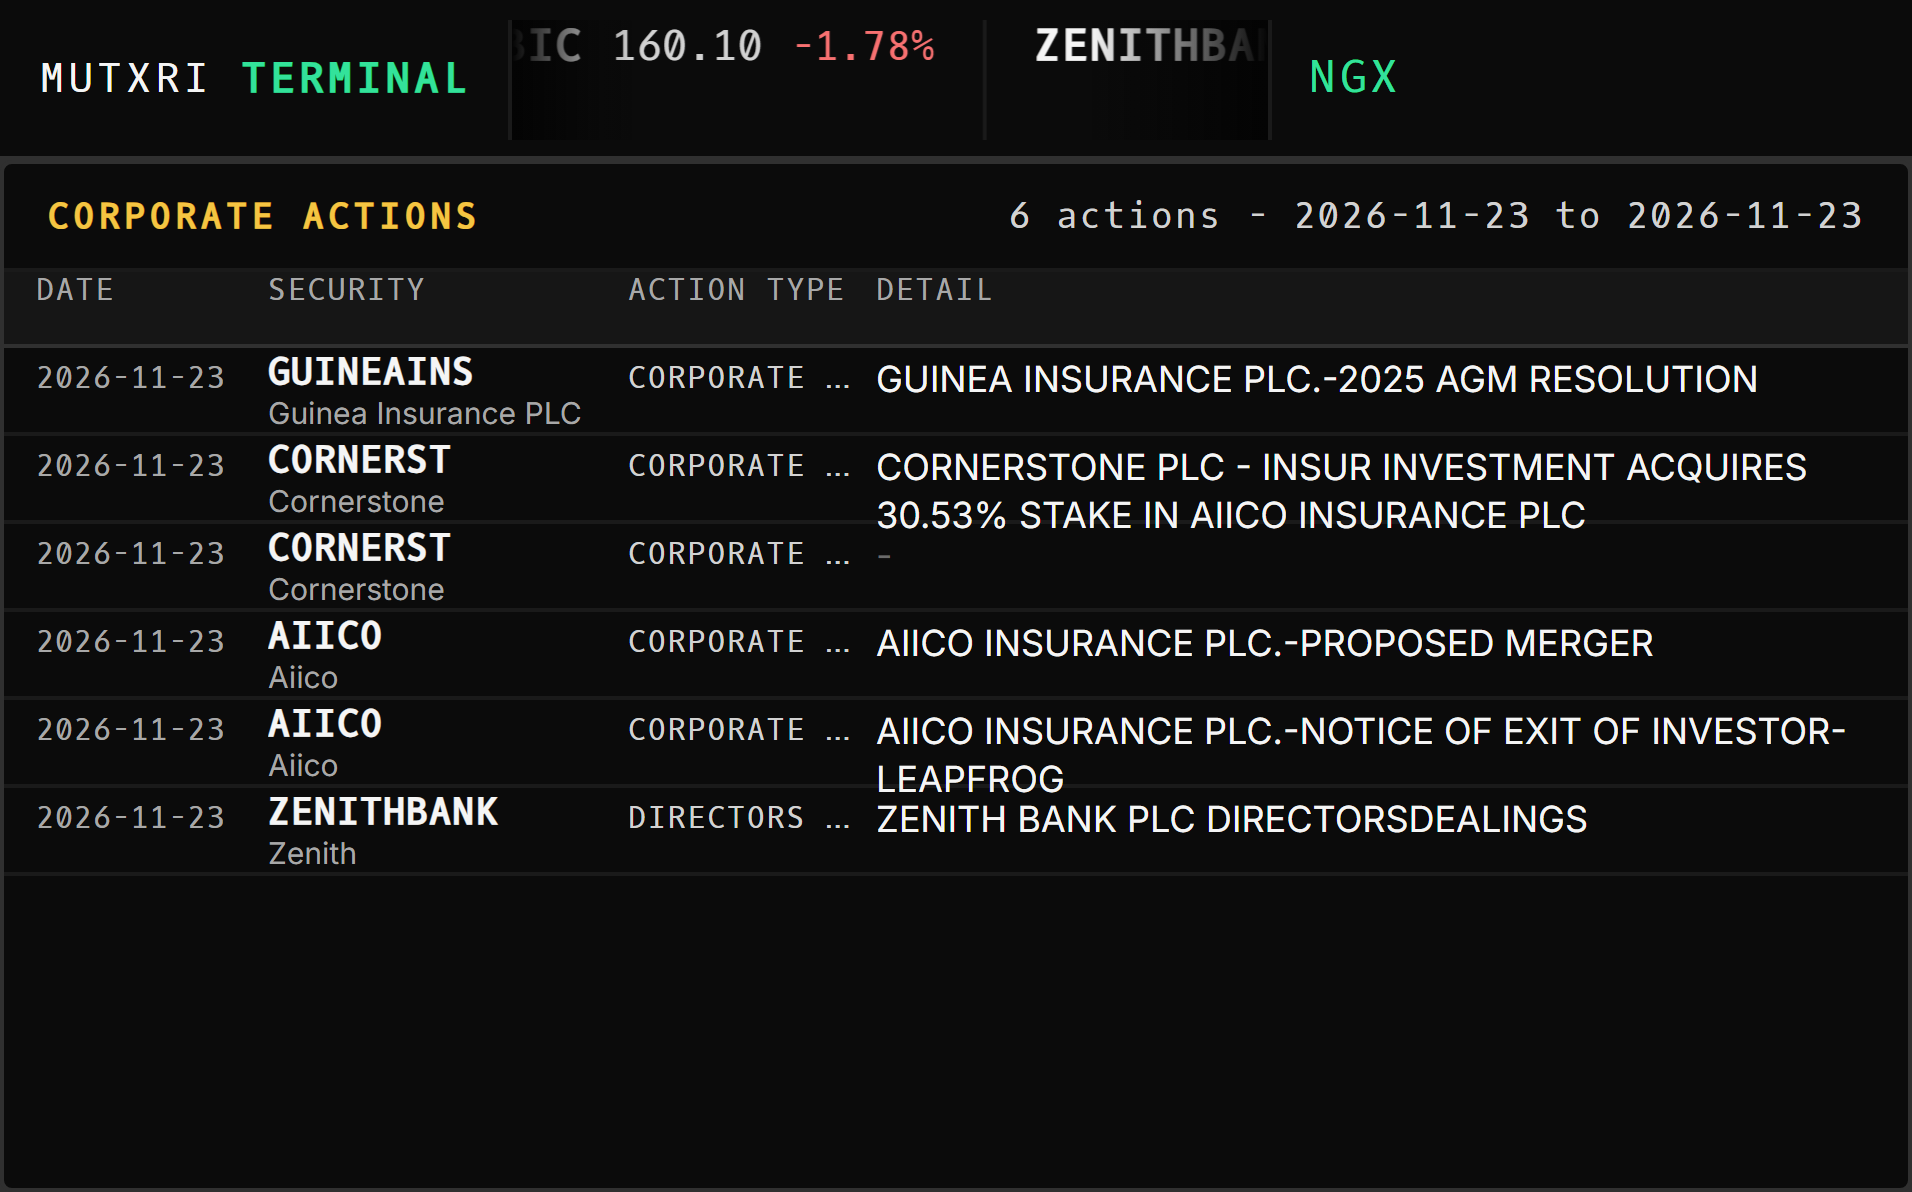 MUTXRI TERMINAL
BIC 160.10 -1.78%
ZENITHBA
NGX
CORPORATE ACTIONS
6 actions - 2026-11-23 to 2026-11-23
DATE SECURITY ACTION TYPE DETAIL
2026-11-23 GUINEAINS CORPORATE ... GUINEA INSURANCE PLC.-2025 AGM RESOLUTION
Guinea Insurance PLC
2026-11-23 CORNERST CORPORATE ... CORNERSTONE PLC - INSUR INVESTMENT ACQUIRES
Cornerstone 30.53% STAKE IN AIICO INSURANCE PLC
2026-11-23 CORNERST CORPORATE ... -
Cornerstone
2026-11-23 AIICO CORPORATE ... AIICO INSURANCE PLC.-PROPOSED MERGER
Aiico
2026-11-23 AIICO CORPORATE ... AIICO INSURANCE PLC.-NOTICE OF EXIT OF INVESTOR-
Aiico LEAPFROG
2026-11-23 ZENITHBANK DIRECTORS ... ZENITH BANK PLC DIRECTORSDEALINGS
Zenith